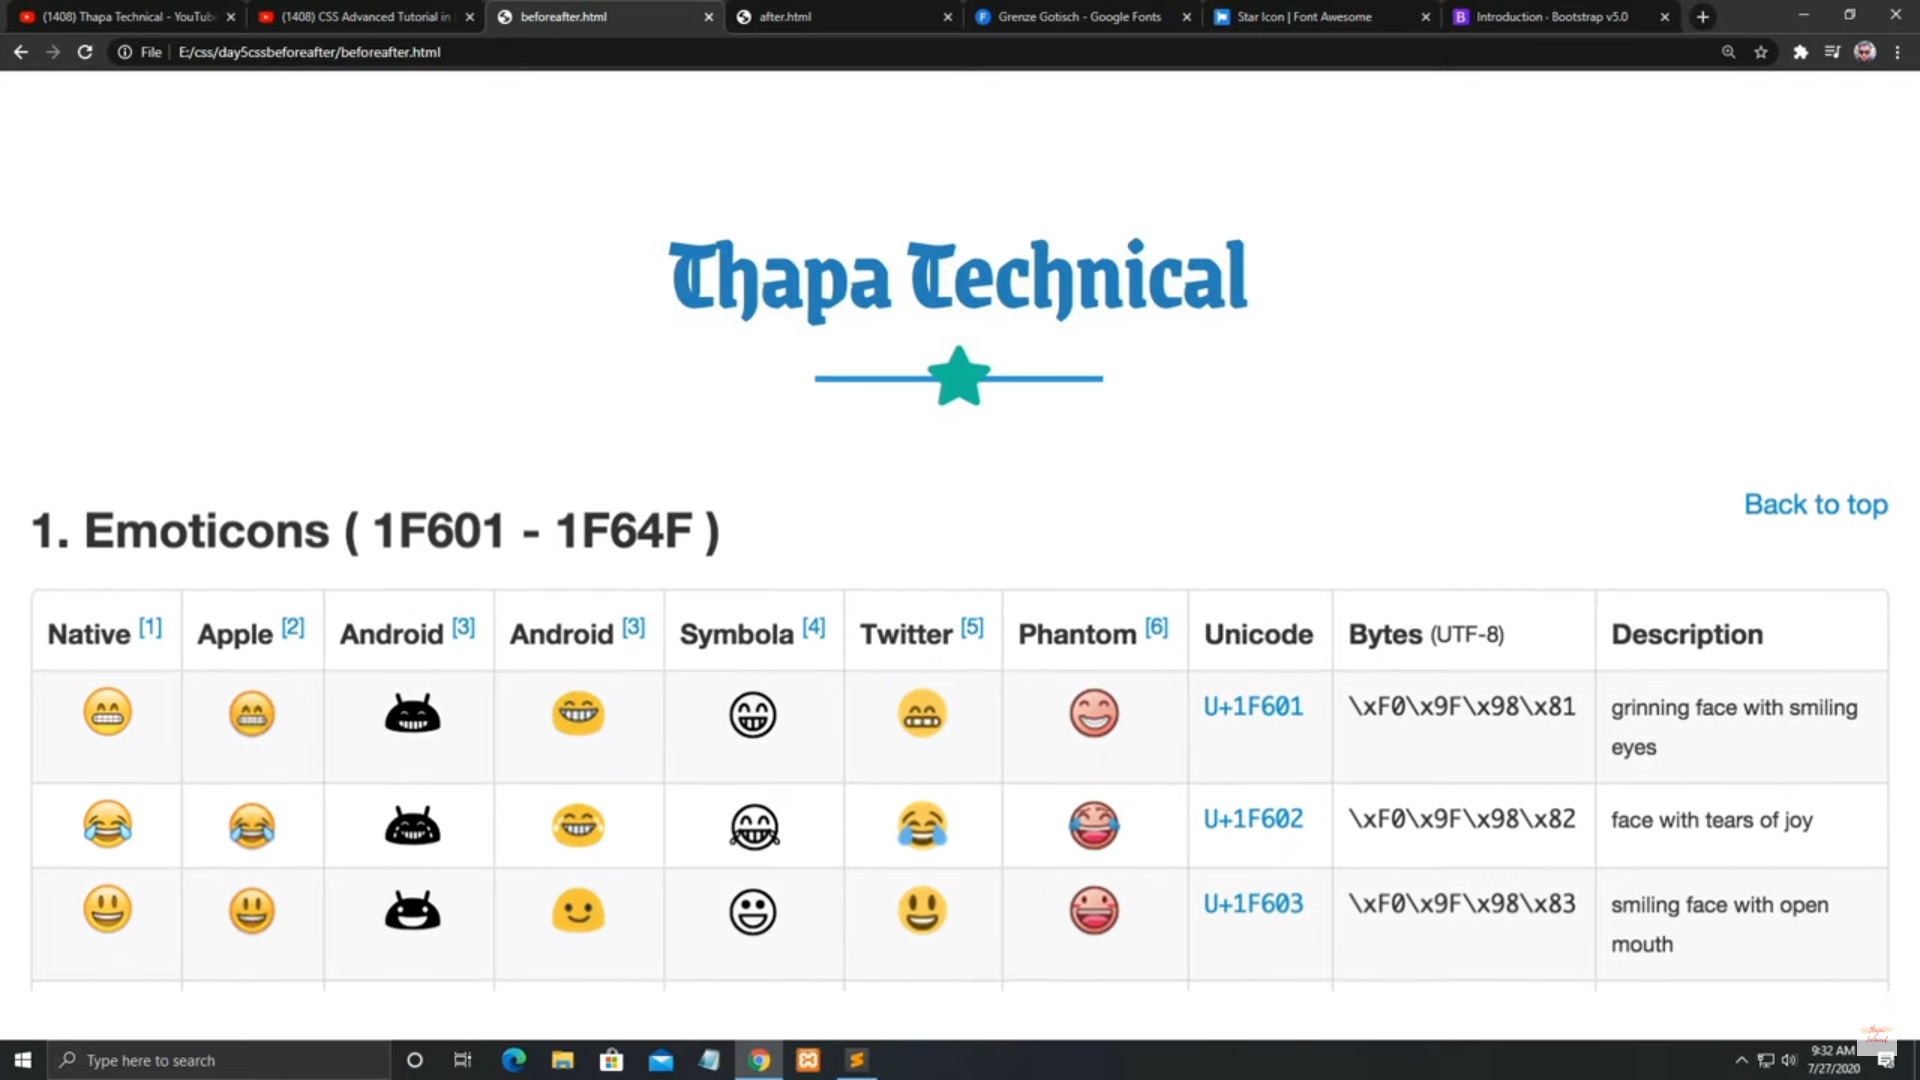 (1408) Thapa Technical - YouTub
(1408) CSS Advanced Tutorial in
beforeafter.html
after.html
Grenze Gotisch - Google Fonts
Star Icon | Font Awesome
Introduction · Bootstrap v5.0
File | E:/css/day5cssbeforeafter/beforeafter.html
Thapa Technical
Back to top
1. Emoticons ( 1F601 - 1F64F )
Native [1] Apple [2] Android [3] Android [3] Symbola [4] Twitter [5] Phantom [6] Unicode Bytes (UTF-8) Description
U+1F601 \xF0\x9F\x98\x81 grinning face with smiling
eyes
U+1F602 \xF0\x9F\x98\x82 face with tears of joy
U+1F603 \xF0\x9F\x98\x83 smiling face with open
mouth
Type here to search
9:32 AM
7/27/2020